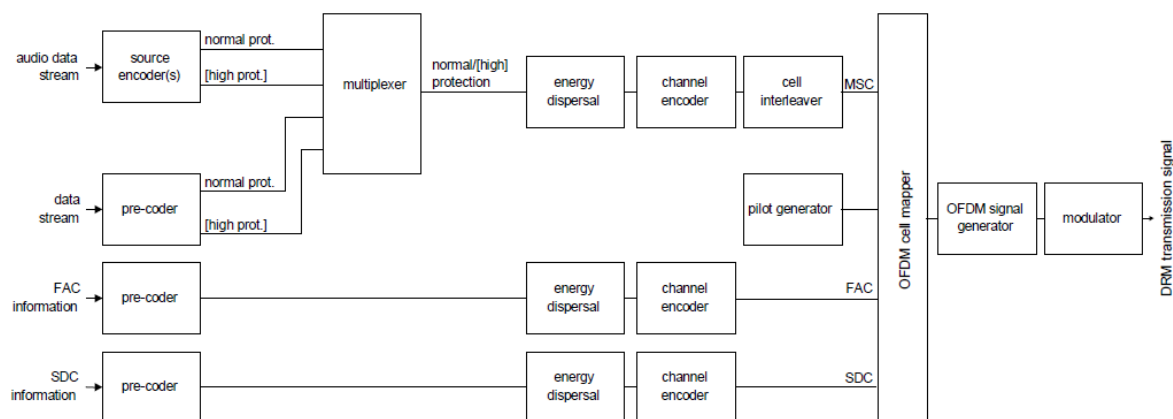 audio data
stream
source
encoder(s)
normal prot.
[high prot.]
multiplexer
normal/[high]
protection
energy
dispersal
channel
encoder
cell
interleaver
MSC
data
stream
pre-coder
normal prot.
[high prot.]
pilot generator
OFDM cell mapper
OFDM signal
generator
modulator
DRM transmission signal
FAC
information
pre-coder
energy
dispersal
channel
encoder
FAC
SDC
information
pre-coder
energy
dispersal
channel
encoder
SDC